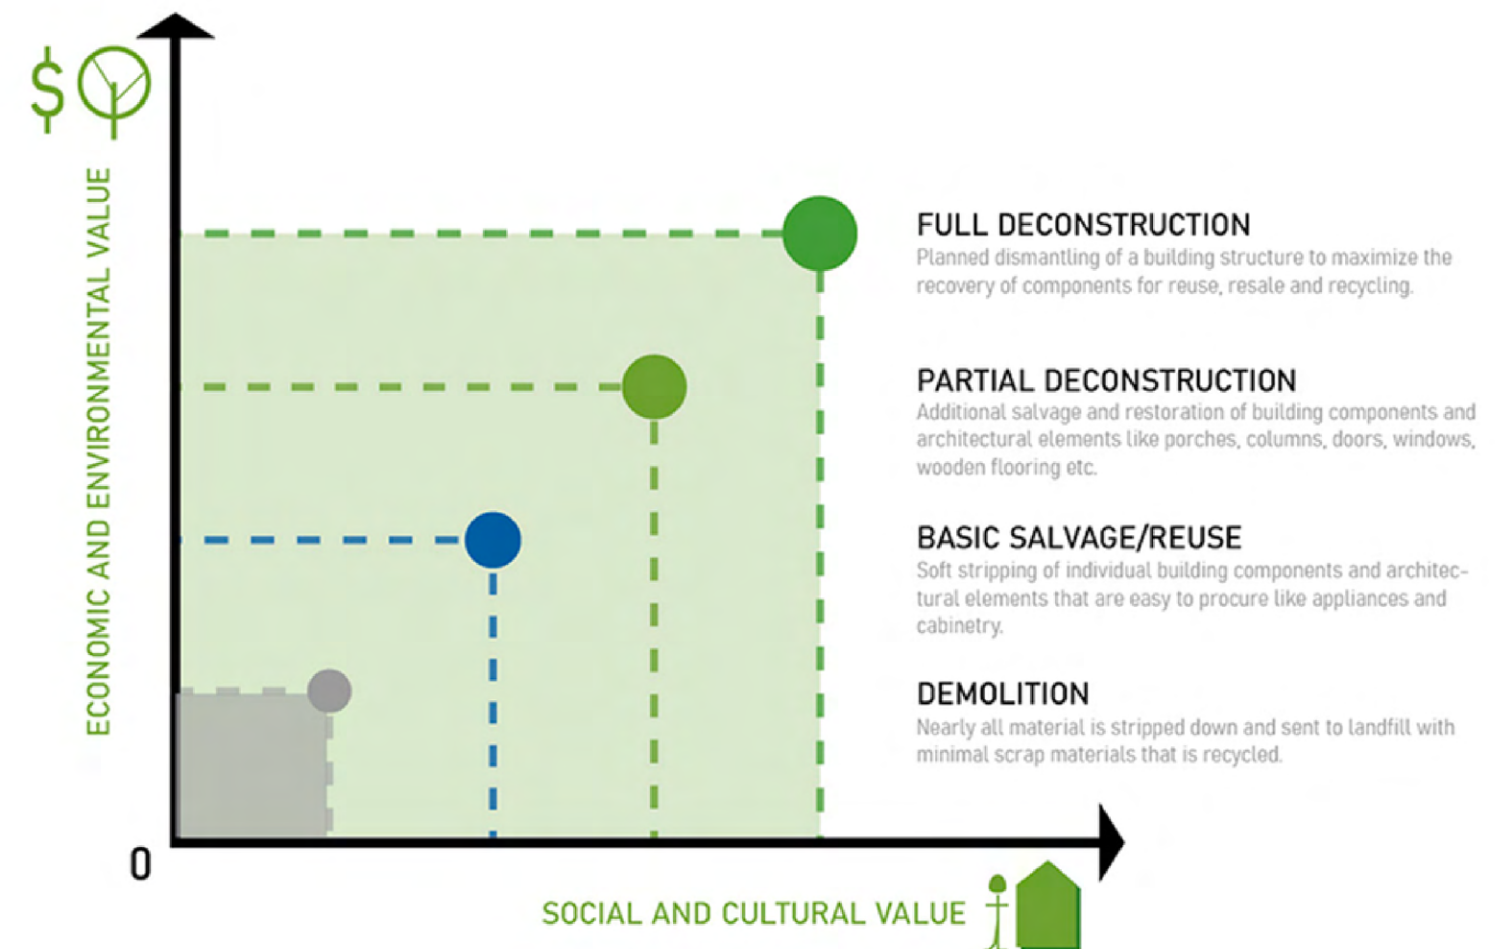 $
ECONOMIC AND ENVIRONMENTAL VALUE
FULL DECONSTRUCTION
Planned dismantling of a building structure to maximize the
recovery of components for reuse, resale and recycling.
PARTIAL DECONSTRUCTION
Additional salvage and restoration of building components and
architectural elements like porches, columns, doors, windows,
wooden flooring etc.
BASIC SALVAGE/REUSE
Soft stripping of individual building components and architec-
tural elements that are easy to procure like appliances and
cabinetry.
DEMOLITION
Nearly all material is stripped down and sent to landfill with
minimal scrap materials that is recycled.
0
SOCIAL AND CULTURAL VALUE